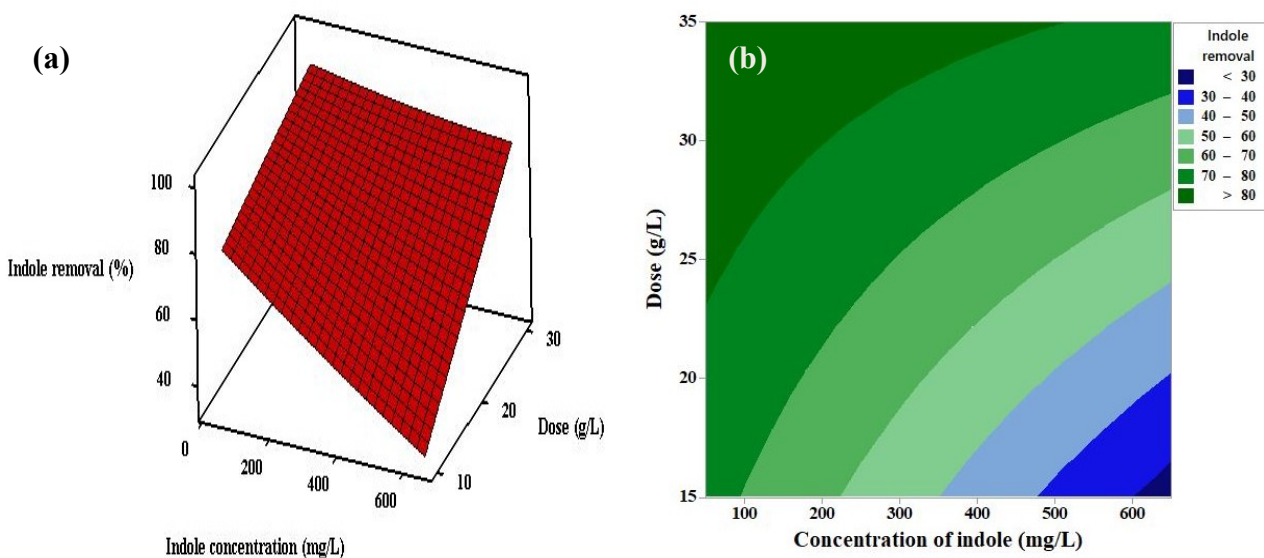 (a)
100
80
60
40
Indole removal (%)
0
200
400
600
Indole concentration (mg/L)
10
20
30
Dose (g/L)
(b)
35
30
25
20
15
Dose (g/L)
100
200
300
400
500
600
Concentration of indole (mg/L)
Indole
removal
< 30
30 – 40
40 – 50
50 – 60
60 – 70
70 – 80
> 80